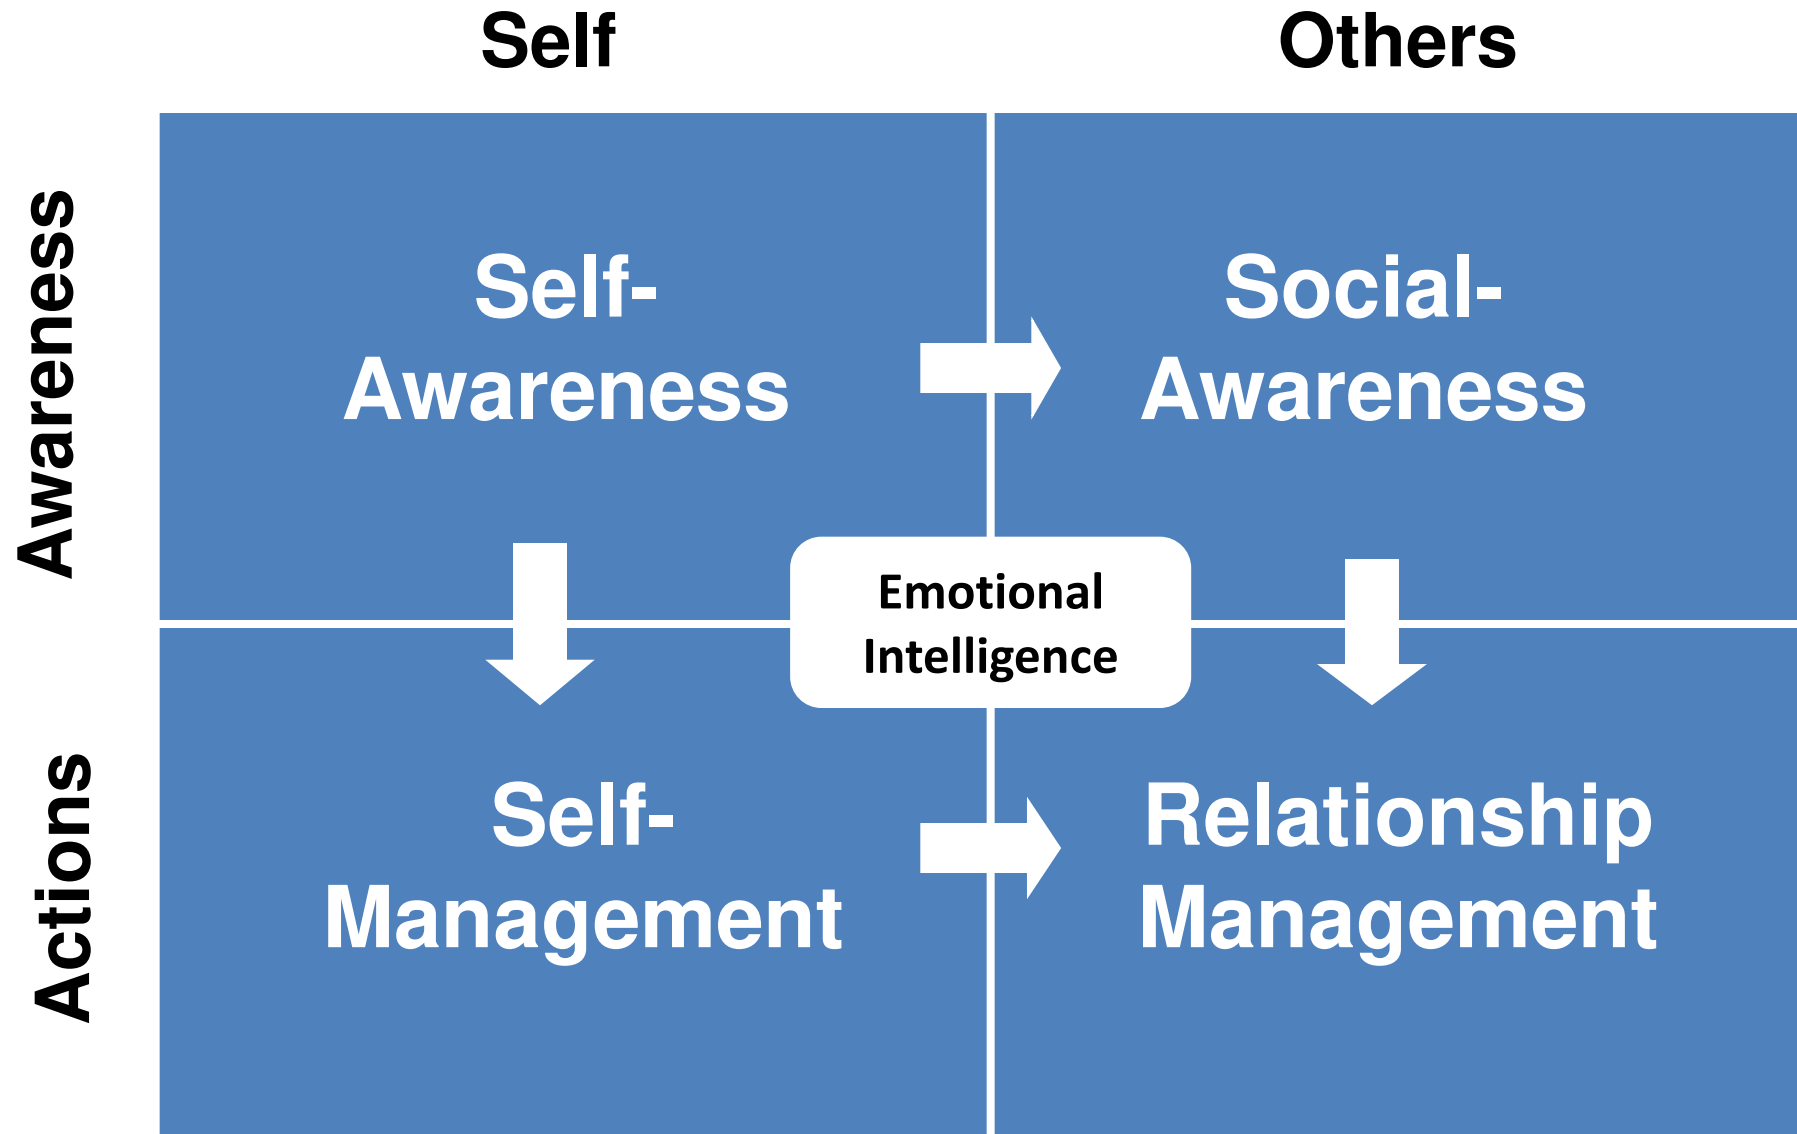 Self
Others
Awareness
Self-
Awareness
Social-
Awareness
Emotional
Intelligence
Actions
Self-
Management
Relationship
Management